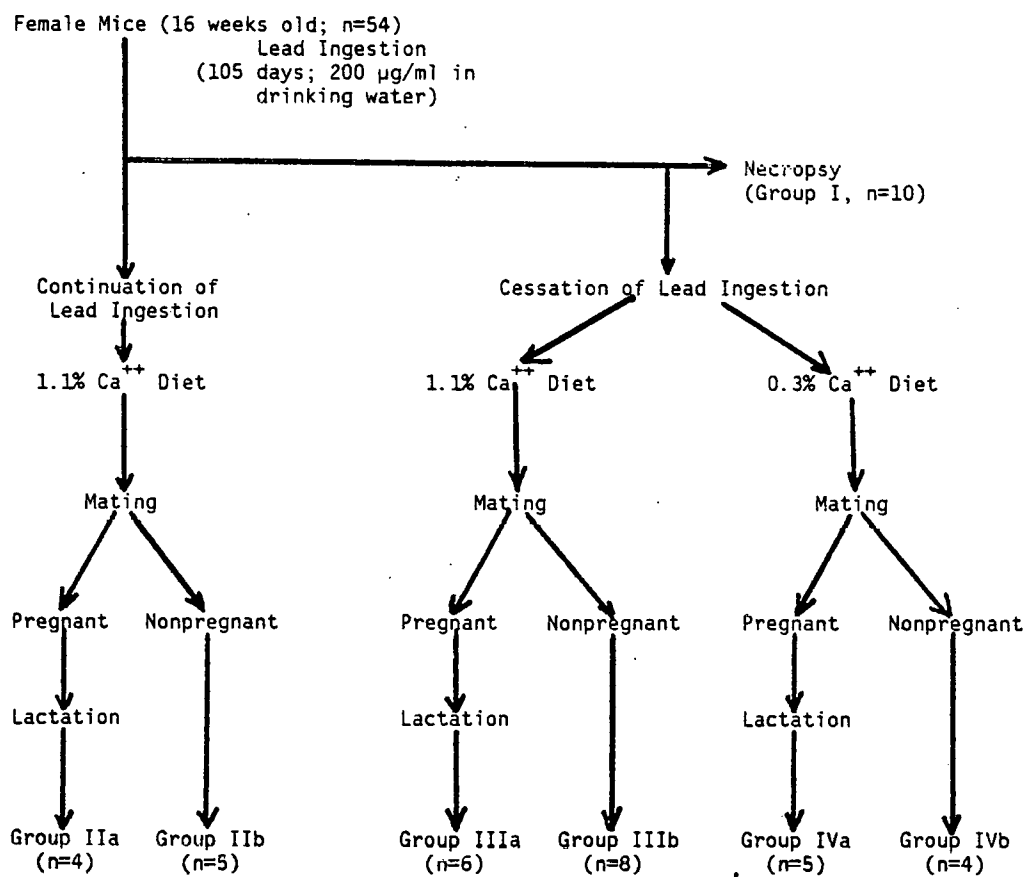 Female Mice (16 weeks old; n=54)
Lead Ingestion
(105 days; 200 µg/ml in
drinking water)
Necropsy
(Group I, n=10)
Continuation of
Lead Ingestion
Cessation of Lead Ingestion
1.1% Ca++ Diet
1.1% Ca++ Diet
0.3% Ca++ Diet
Mating
Mating
Mating
Pregnant
Nonpregnant
Pregnant
Nonpregnant
Pregnant
Nonpregnant
Lactation
Lactation
Lactation
Group IIa
(n=4)
Group IIb
(n=5)
Group IIIa
(n=6)
Group IIIb
(n=8)
Group IVa
(n=5)
Group IVb
(n=4)